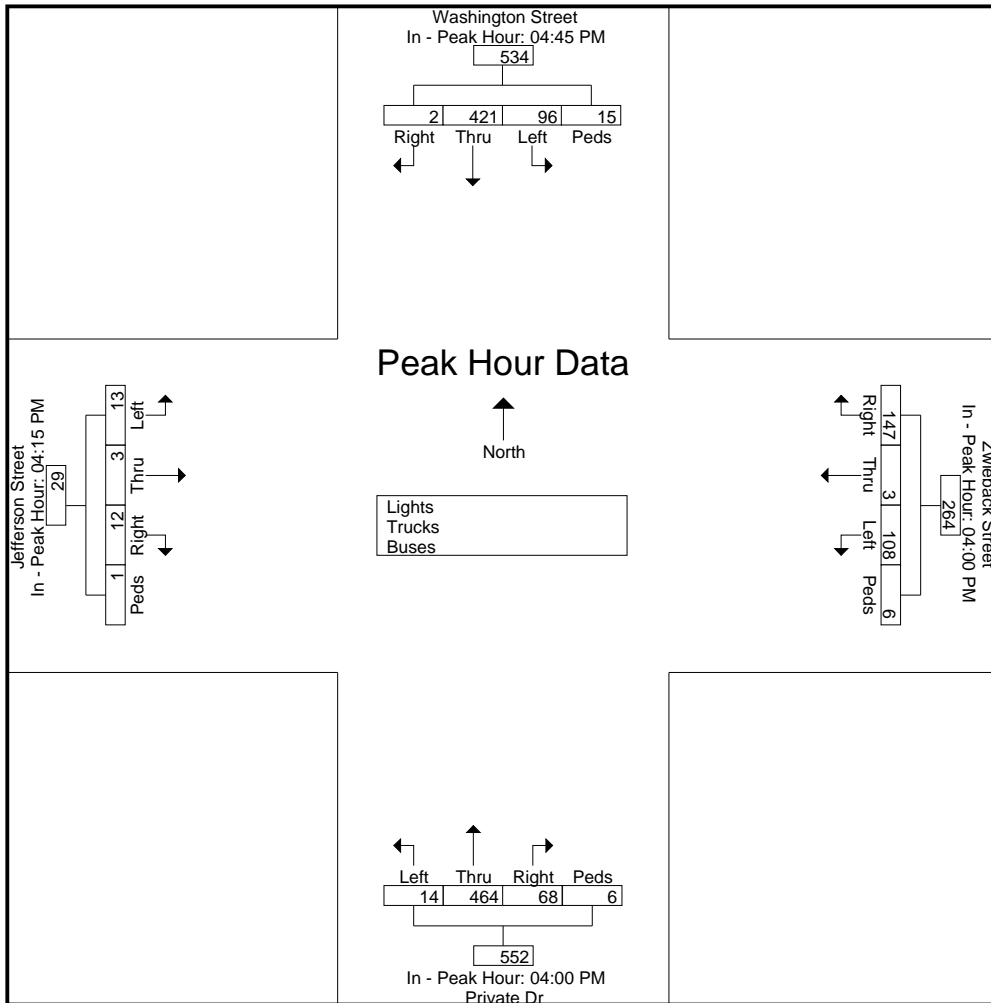 Washington Street
In - Peak Hour: 04:45 PM
534
2 421 96 15
Right Thru Left Peds
Peak Hour Data
North
Lights
Trucks
Buses
Jefferson Street
In - Peak Hour: 04:15 PM
29
13 3 12 1
Left Thru Right Peds
Zwieback Street
In - Peak Hour: 04:00 PM
264
147 3 108 6
Right Thru Left Peds
Left Thru Right Peds
14 464 68 6
552
In - Peak Hour: 04:00 PM
Private Dr